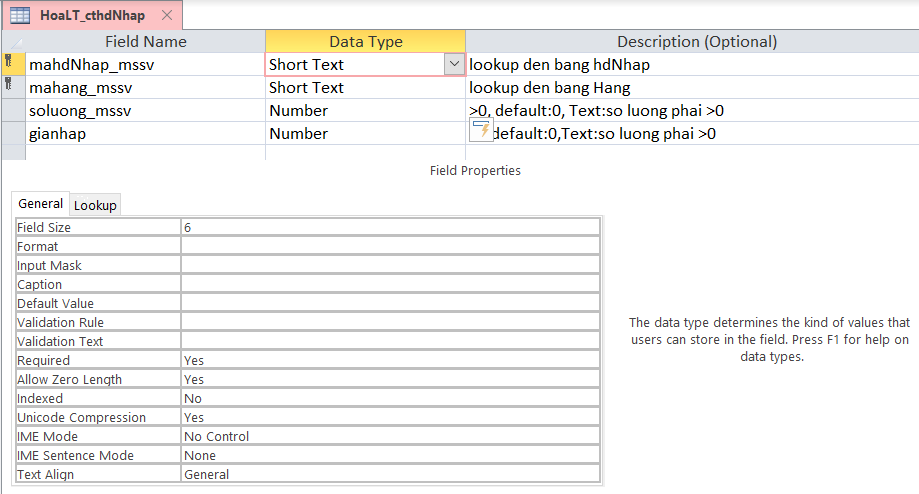 HoaLT_cthdNhap
Field Name Data Type Description (Optional)
mahdNhap_mssv Short Text lookup den bang hdNhap
mahang_mssv Short Text lookup den bang Hang
soluong_mssv Number >0, default:0, Text:so luong phai >0
gianhap Number default:0,Text:so luong phai >0
Field Properties
General Lookup
Field Size 6
Format
Input Mask
Caption
Default Value
Validation Rule
Validation Text
Required Yes
Allow Zero Length Yes
Indexed No
Unicode Compression Yes
IME Mode No Control
IME Sentence Mode None
Text Align General
The data type determines the kind of values that
users can store in the field. Press F1 for help on
data types.